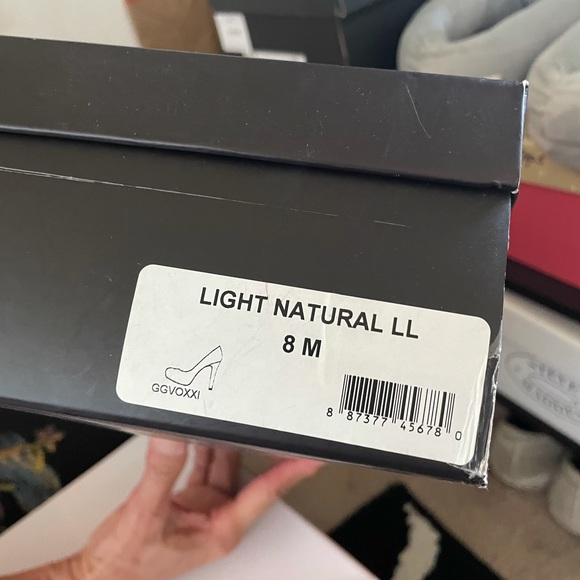 LIGHT NATURAL LL
8 M
GGVOXXI
8 87377 45678 0